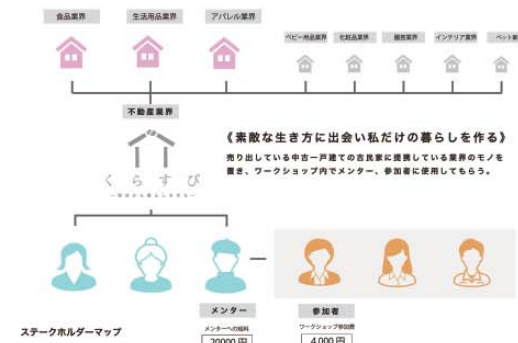 食品業界
生活用品業界
アパレル業界
ベビー用品業界
化粧品業界
園芸業界
インテリア業界
ペット業
不動産業界
くらすび
《素敵な生き方に出会い私だけの暮らしを作る》
売り出している中古一戸建ての古民家に提携している業界のモノを
置き、ワークショップ内でメンター、参加者に使用してもらう。
メンター
参加者
メンターへの給料
ワークショップ参加費
20000 円
4,000 円
ステークホルダーマップ